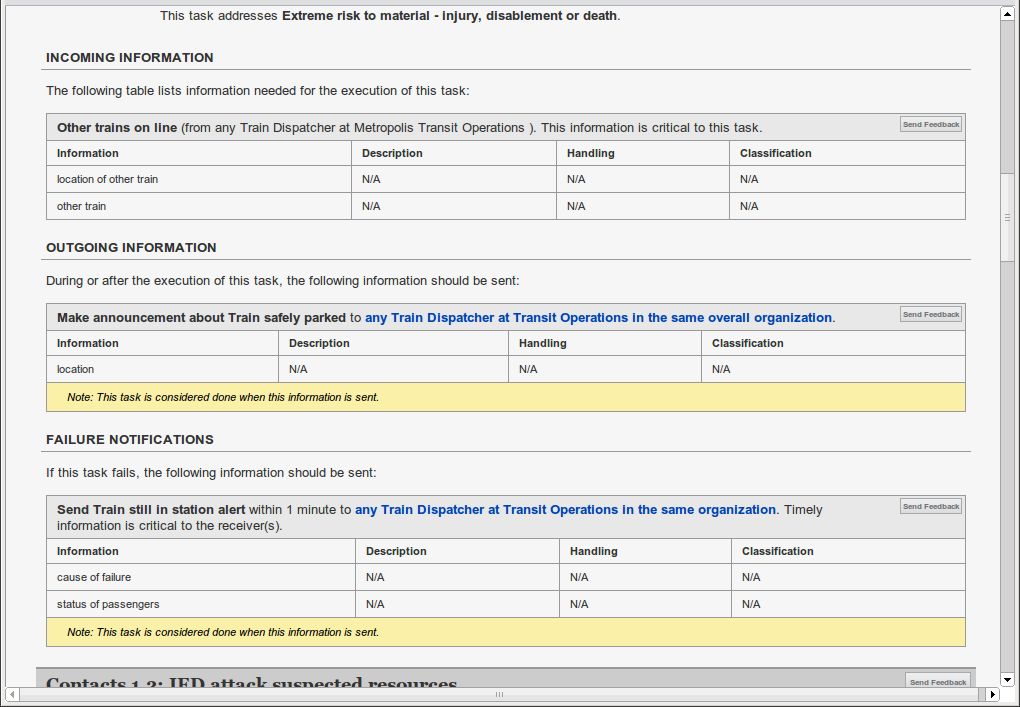 This task addresses Extreme risk to material - injury, disablement or death.
INCOMING INFORMATION
The following table lists information needed for the execution of this task:
Other trains on line (from any Train Dispatcher at Metropolis Transit Operations ). This information is critical to this task.
Send Feedback
Information Description Handling Classification
location of other train N/A N/A N/A
other train N/A N/A N/A
OUTGOING INFORMATION
During or after the execution of this task, the following information should be sent:
Make announcement about Train safely parked to any Train Dispatcher at Transit Operations in the same overall organization.
Send Feedback
Information Description Handling Classification
location N/A N/A N/A
Note: This task is considered done when this information is sent.
FAILURE NOTIFICATIONS
If this task fails, the following information should be sent:
Send Train still in station alert within 1 minute to any Train Dispatcher at Transit Operations in the same organization. Timely
information is critical to the receiver(s).
Send Feedback
Information Description Handling Classification
cause of failure N/A N/A N/A
status of passengers N/A N/A N/A
Note: This task is considered done when this information is sent.
Contacts 1.2: IED attack suspected resources
Send Feedback